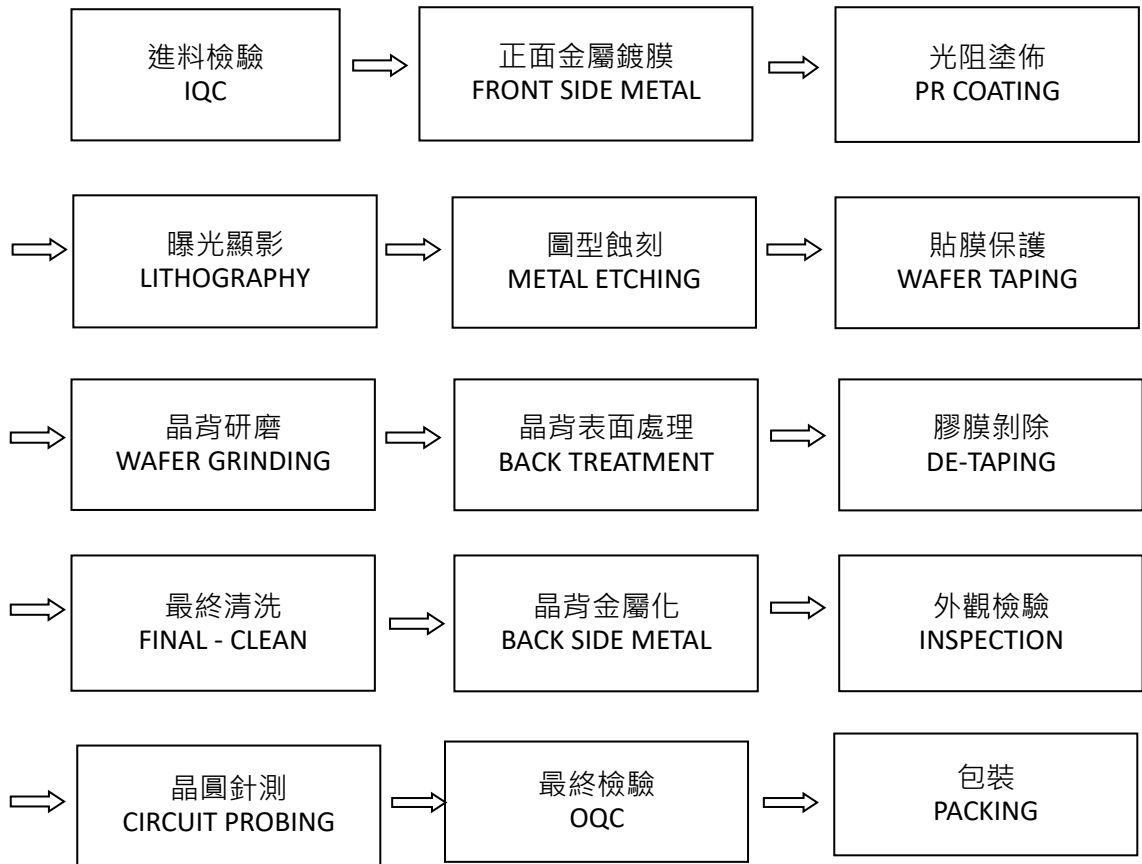 進料檢驗
IQC
正面金屬鍍膜
FRONT SIDE METAL
光阻塗佈
PR COATING
曝光顯影
LITHOGRAPHY
圖型蝕刻
METAL ETCHING
貼膜保護
WAFER TAPING
晶背研磨
WAFER GRINDING
晶背表面處理
BACK TREATMENT
膠膜剝除
DE-TAPING
最終清洗
FINAL - CLEAN
晶背金屬化
BACK SIDE METAL
外觀檢驗
INSPECTION
晶圓針測
CIRCUIT PROBING
最終檢驗
OQC
包裝
PACKING